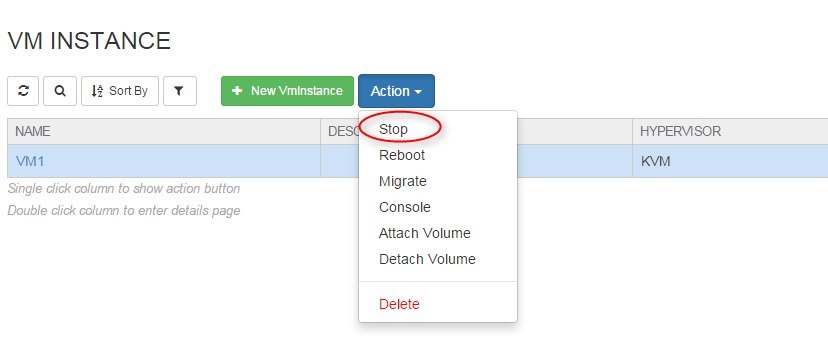 VM INSTANCE
Sort By
New VmInstance
Action
NAME DESC HYPERVISOR
VM1 KVM
Single click column to show action button
Double click column to enter details page
Stop
Reboot
Migrate
Console
Attach Volume
Detach Volume
Delete